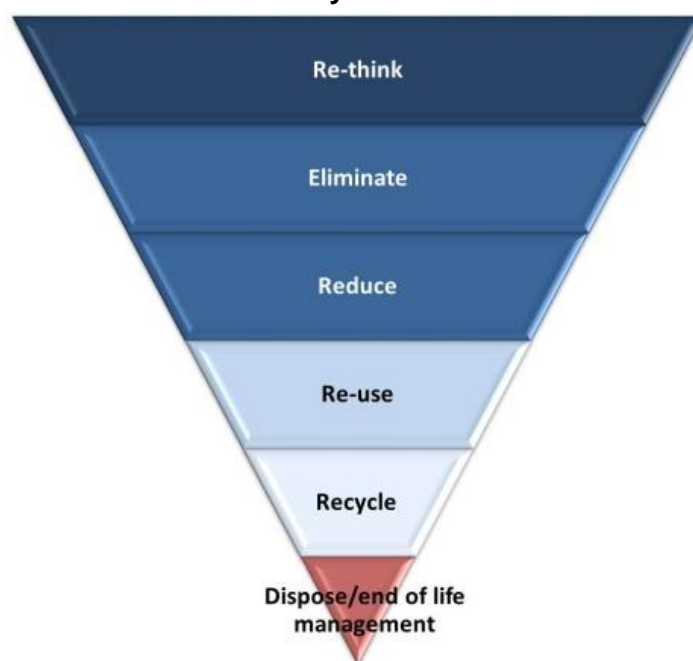 Re-think
Eliminate
Reduce
Re-use
Recycle
Dispose/end of life
management